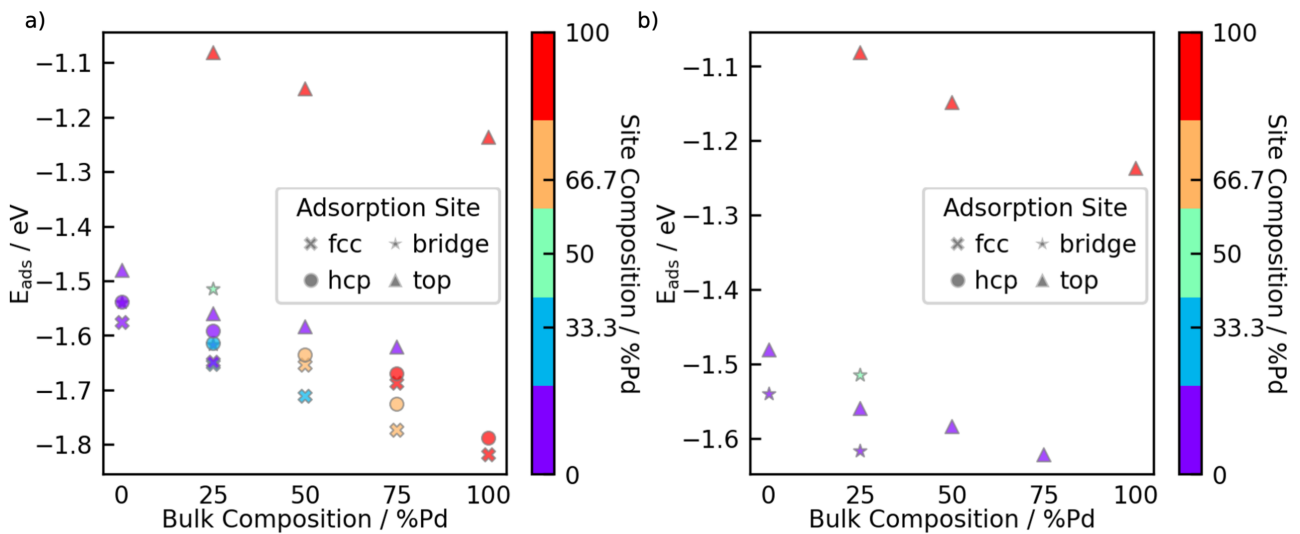 a)
−1.1
−1.2
−1.3
−1.4
−1.5
−1.6
−1.7
−1.8
E_ads / eV
0
25
50
75
100
Bulk Composition / %Pd
Adsorption Site
fcc
bridge
hcp
top
100
66.7
50
33.3
0
Site Composition / %Pd
b)
−1.1
−1.2
−1.3
−1.4
−1.5
−1.6
E_ads / eV
0
25
50
75
100
Bulk Composition / %Pd
Adsorption Site
fcc
bridge
hcp
top
100
66.7
50
33.3
0
Site Composition / %Pd